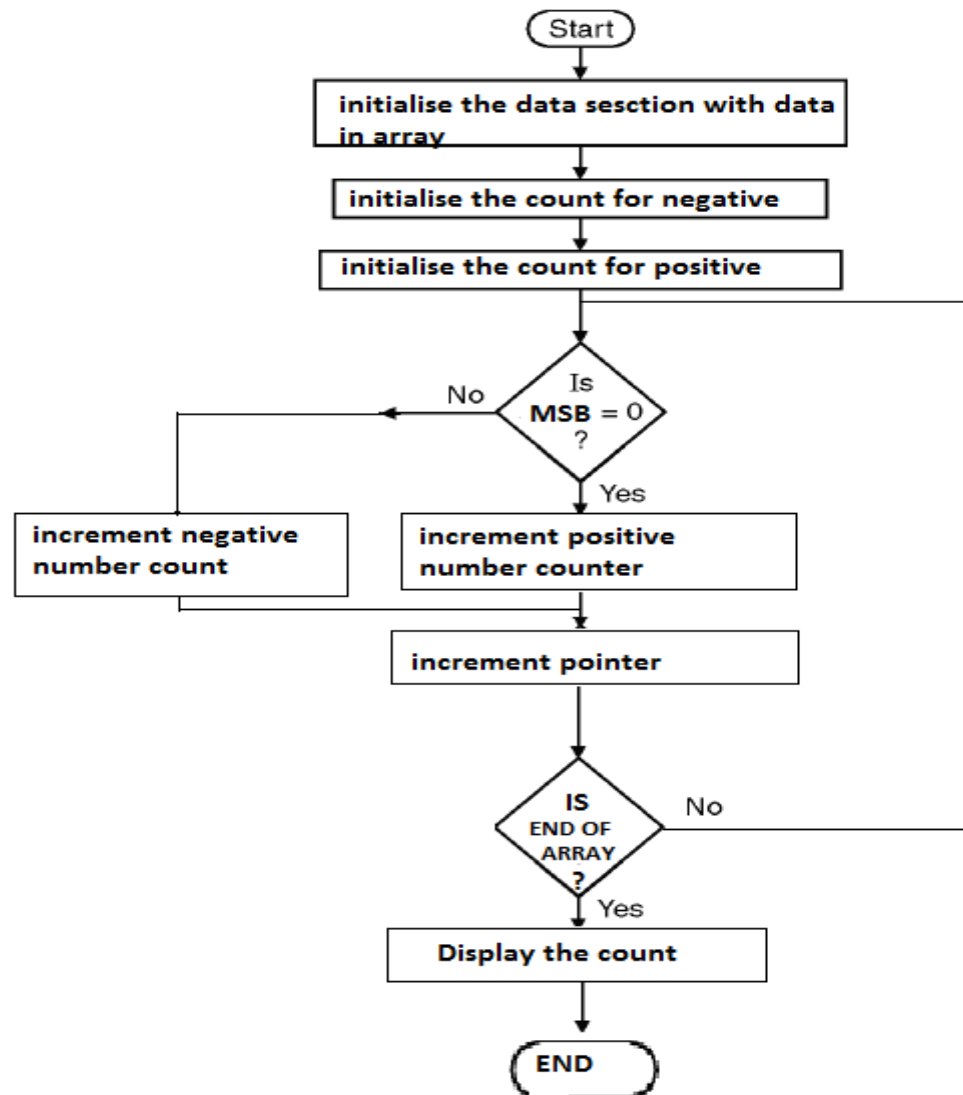 Start
initialise the data sesction with data
in array
initialise the count for negative
initialise the count for positive
Is
MSB = 0
?
No
Yes
increment negative
number count
increment positive
number counter
increment pointer
IS
END OF
ARRAY
?
No
Yes
Display the count
END